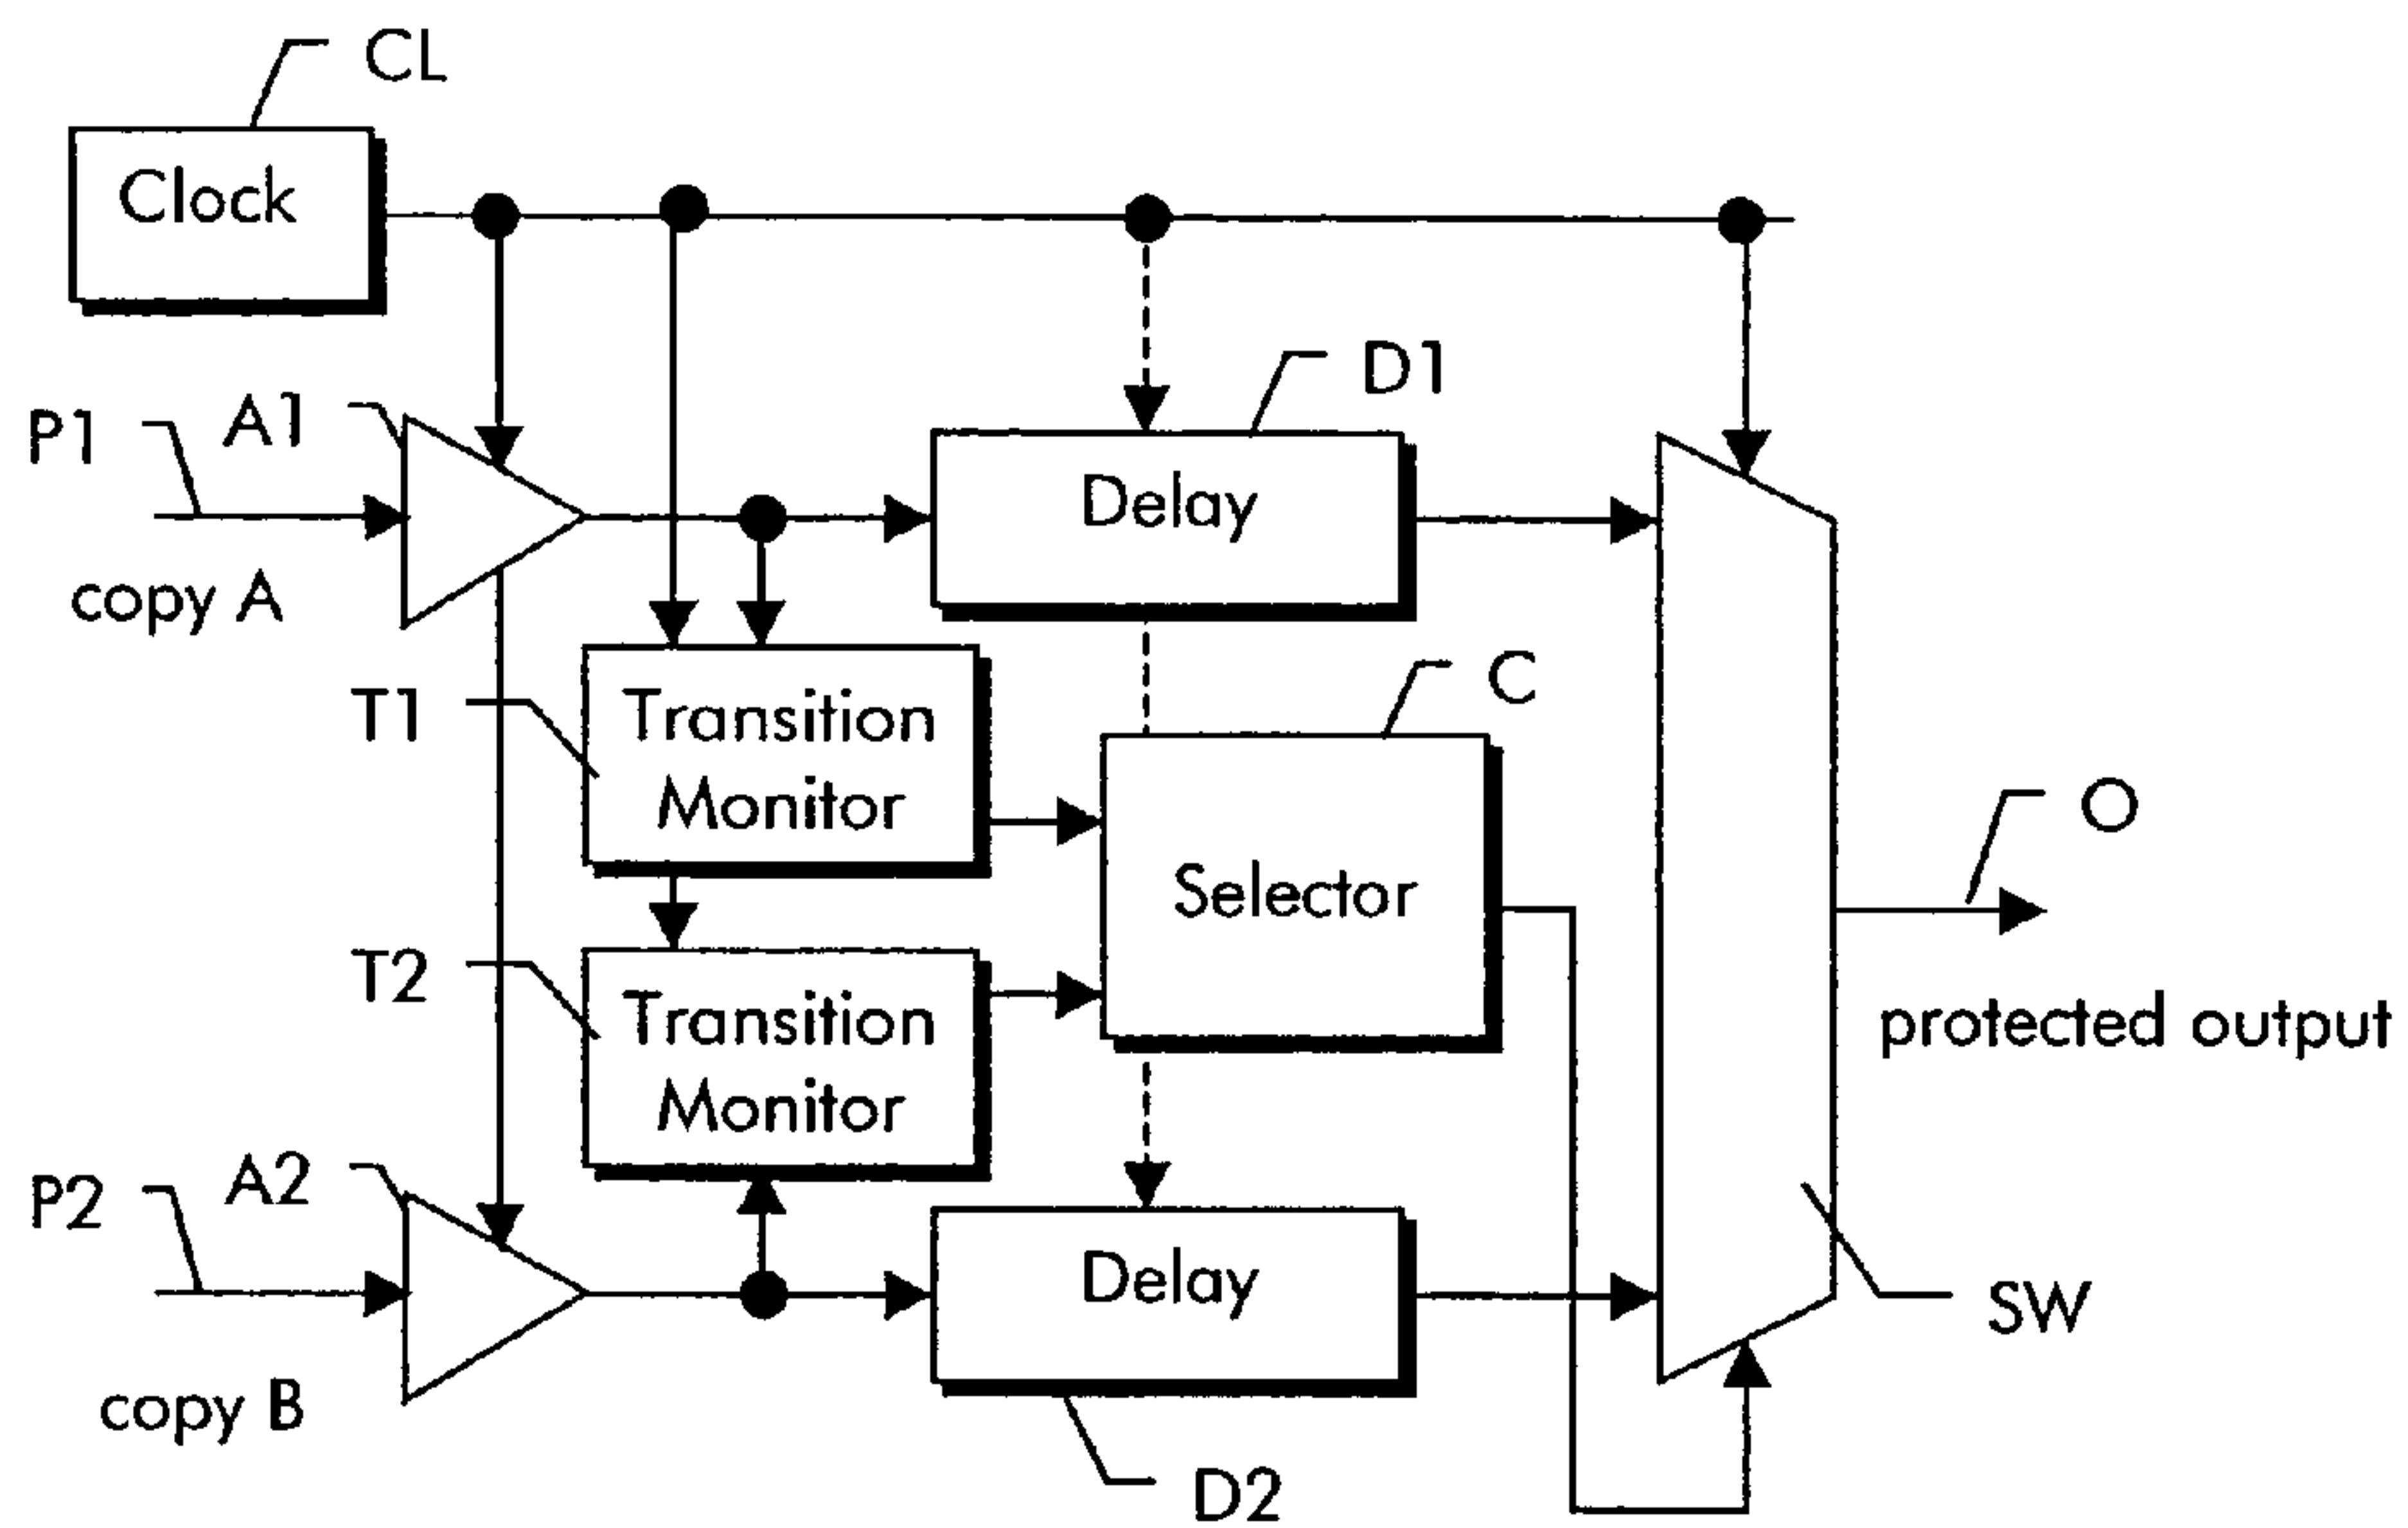 CL
Clock
P1
A1
D1
Delay
copy A
T1
Transition
Monitor
C
Selector
O
protected output
T2
Transition
Monitor
P2
A2
Delay
SW
copy B
D2